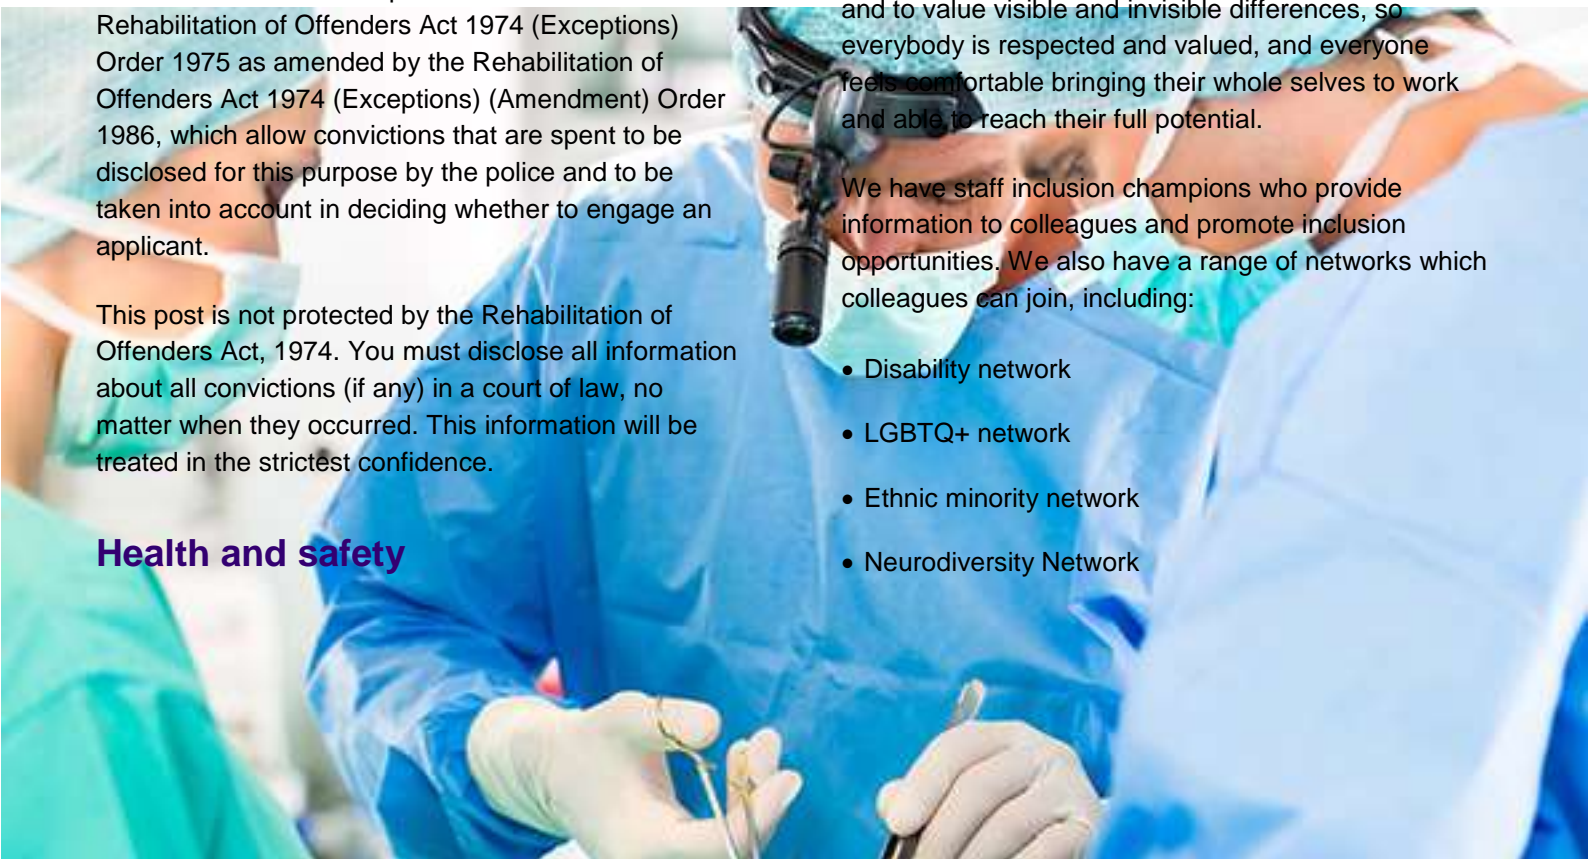 Rehabilitation of Offenders Act 1974 (Exceptions)
Order 1975 as amended by the Rehabilitation of
Offenders Act 1974 (Exceptions) (Amendment) Order
1986, which allow convictions that are spent to be
disclosed for this purpose by the police and to be
taken into account in deciding whether to engage an
applicant.
This post is not protected by the Rehabilitation of
Offenders Act, 1974. You must disclose all information
about all convictions (if any) in a court of law, no
matter when they occurred. This information will be
treated in the strictest confidence.
Health and safety
and to value visible and invisible differences, so
everybody is respected and valued, and everyone
feels comfortable bringing their whole selves to work
and able to reach their full potential.
We have staff inclusion champions who provide
information to colleagues and promote inclusion
opportunities. We also have a range of networks which
colleagues can join, including:
• Disability network
• LGBTQ+ network
• Ethnic minority network
• Neurodiversity Network